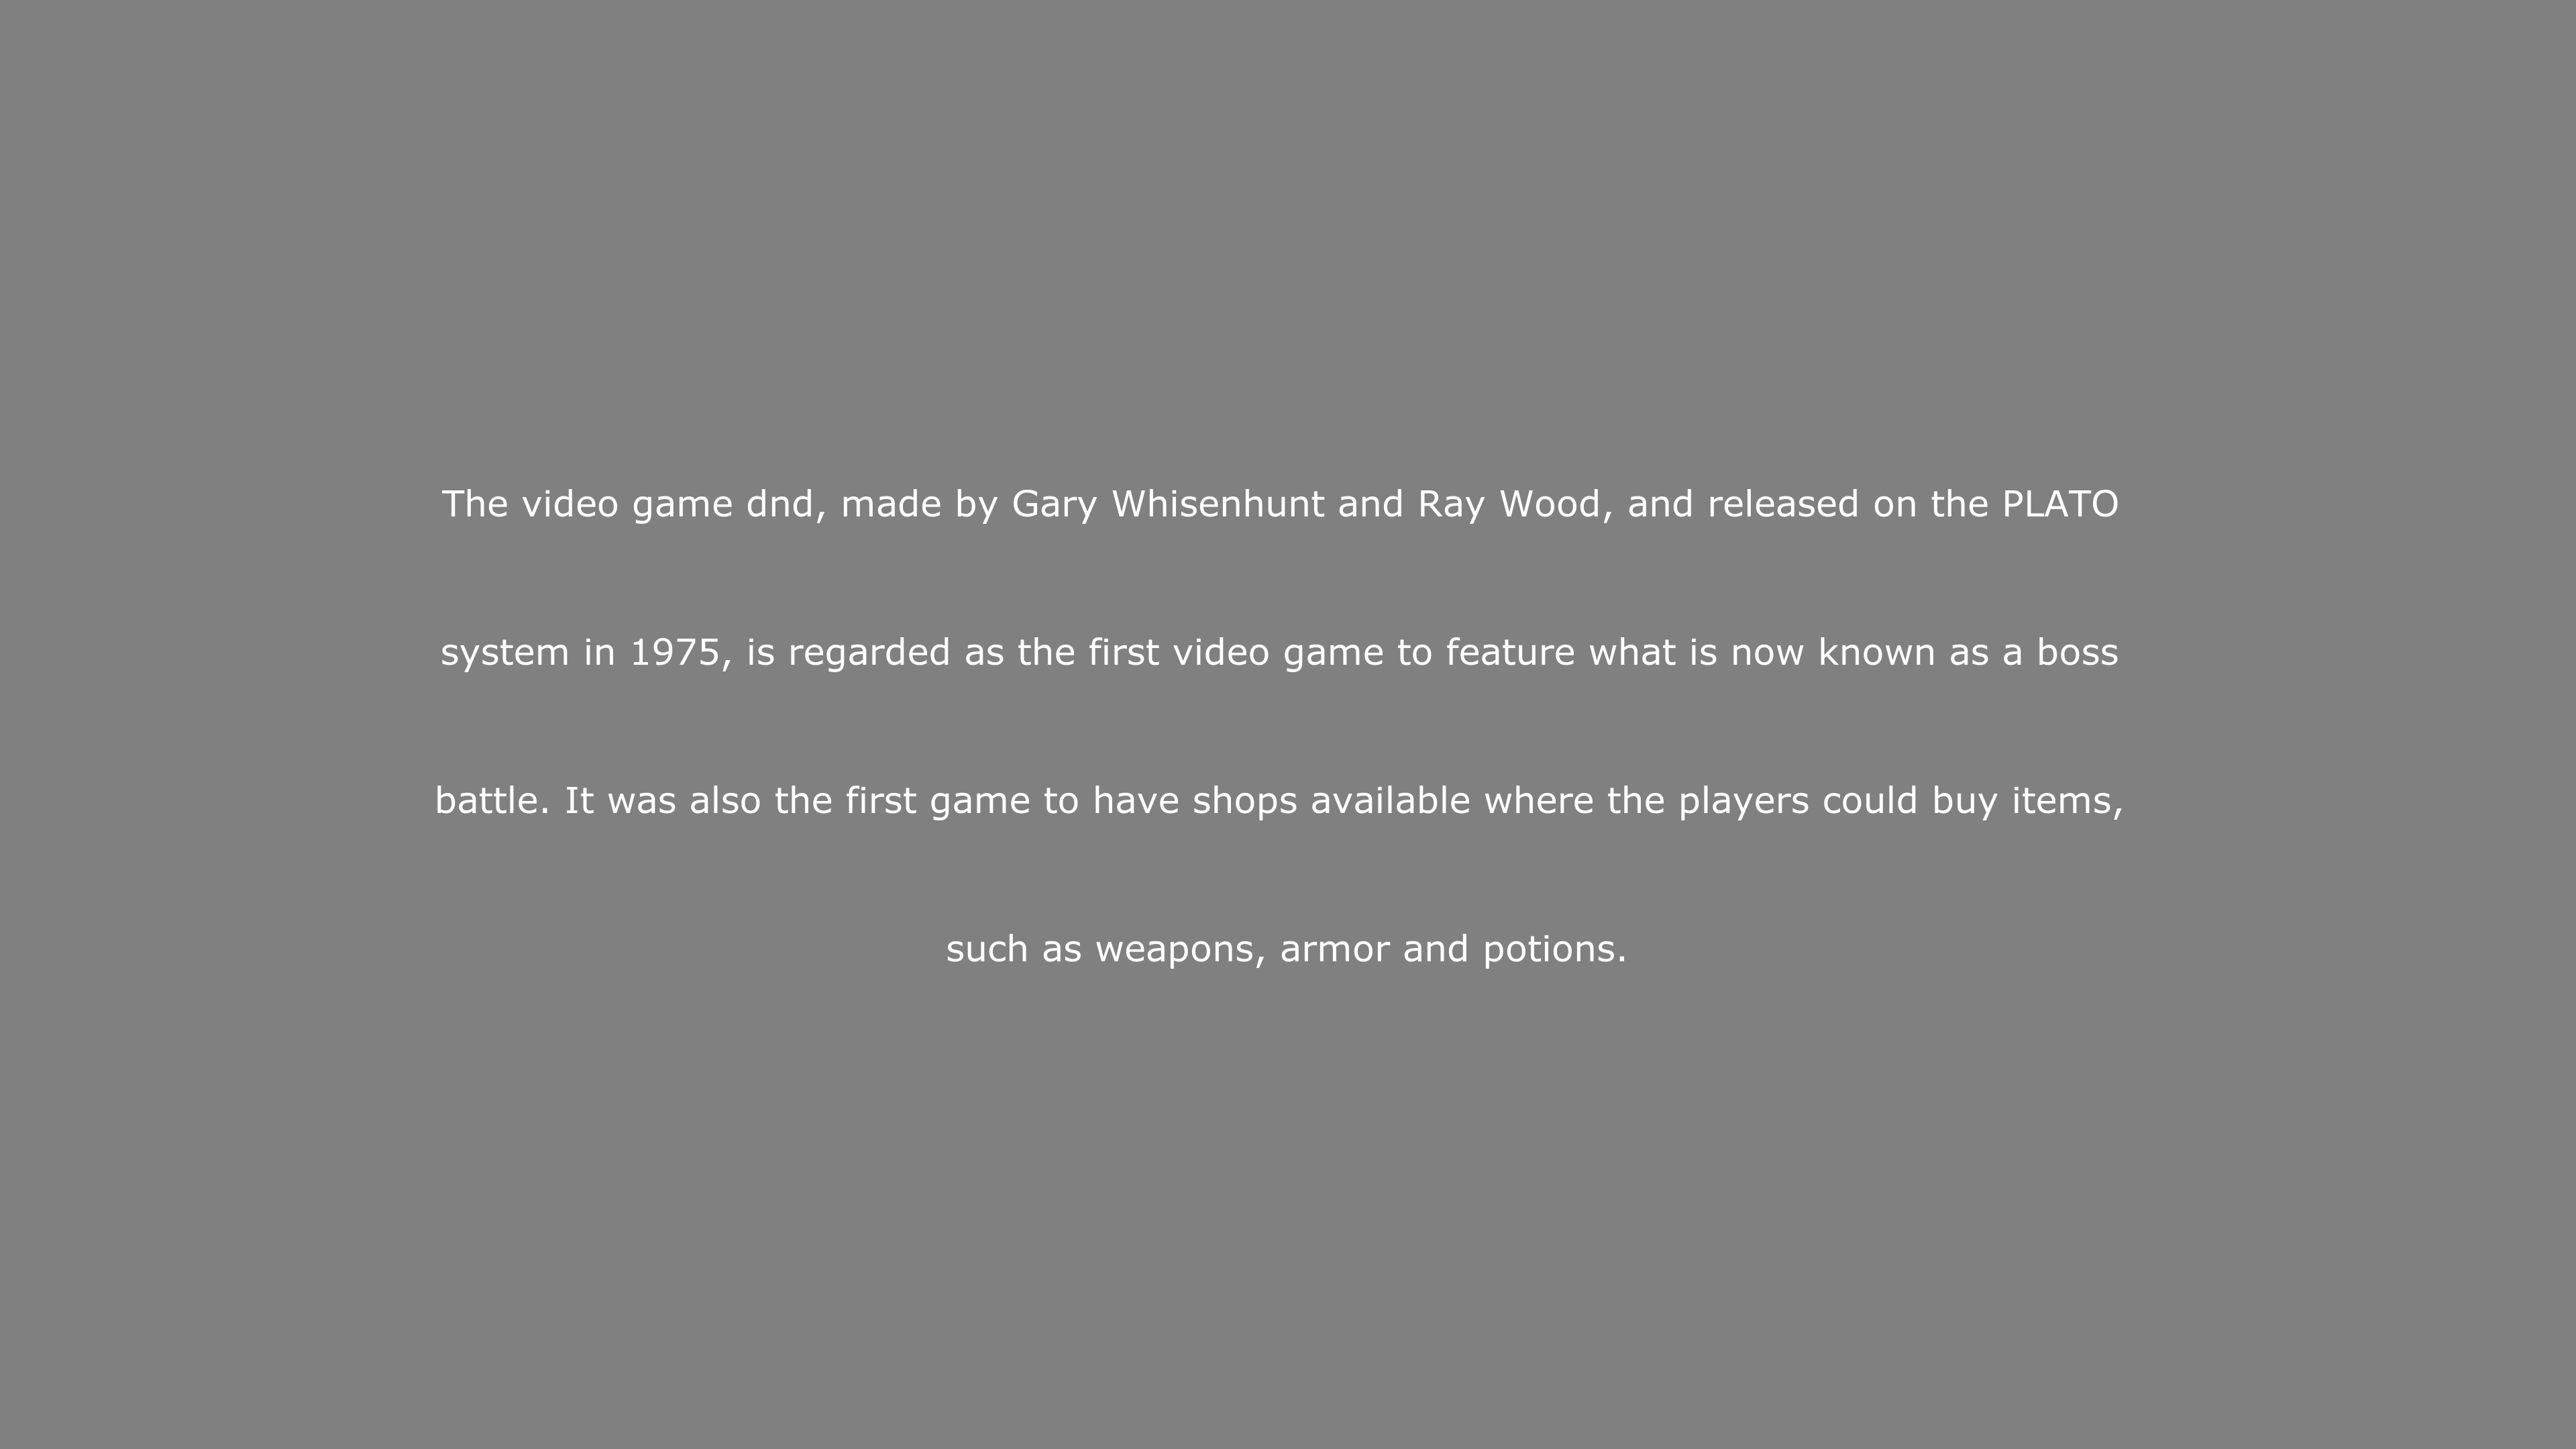 The video game dnd, made by Gary Whisenhunt and Ray Wood, and released on the PLATO
system in 1975, is regarded as the first video game to feature what is now known as a boss
battle. It was also the first game to have shops available where the players could buy items,
such as weapons, armor and potions.